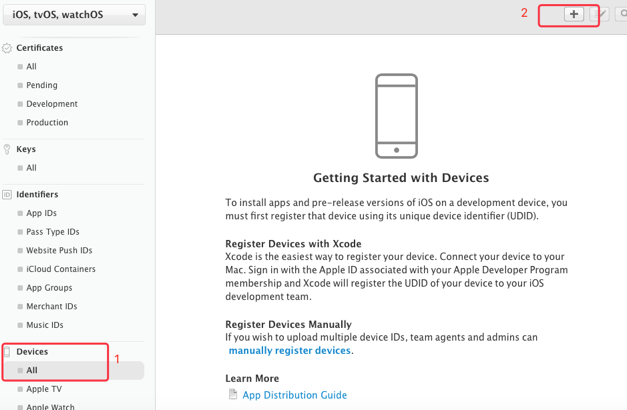 iOS, tvOS, watchOS
2
Certificates
All
Pending
Development
Production
Keys
All
ID
Identifiers
App IDs
Pass Type IDs
Website Push IDs
iCloud Containers
App Groups
Merchant IDs
Music IDs
Devices
1
All
Apple TV
Apple Watch
Getting Started with Devices
To install apps and pre-release versions of iOS on a development device, you
must first register that device using its unique device identifier (UDID).
Register Devices with Xcode
Xcode is the easiest way to register your device. Connect your device to your
Mac. Sign in with the Apple ID associated with your Apple Developer Program
membership and Xcode will register the UDID of your device to your iOS
development team.
Register Devices Manually
If you wish to upload multiple device IDs, team agents and admins can
manually register devices.
Learn More
App Distribution Guide